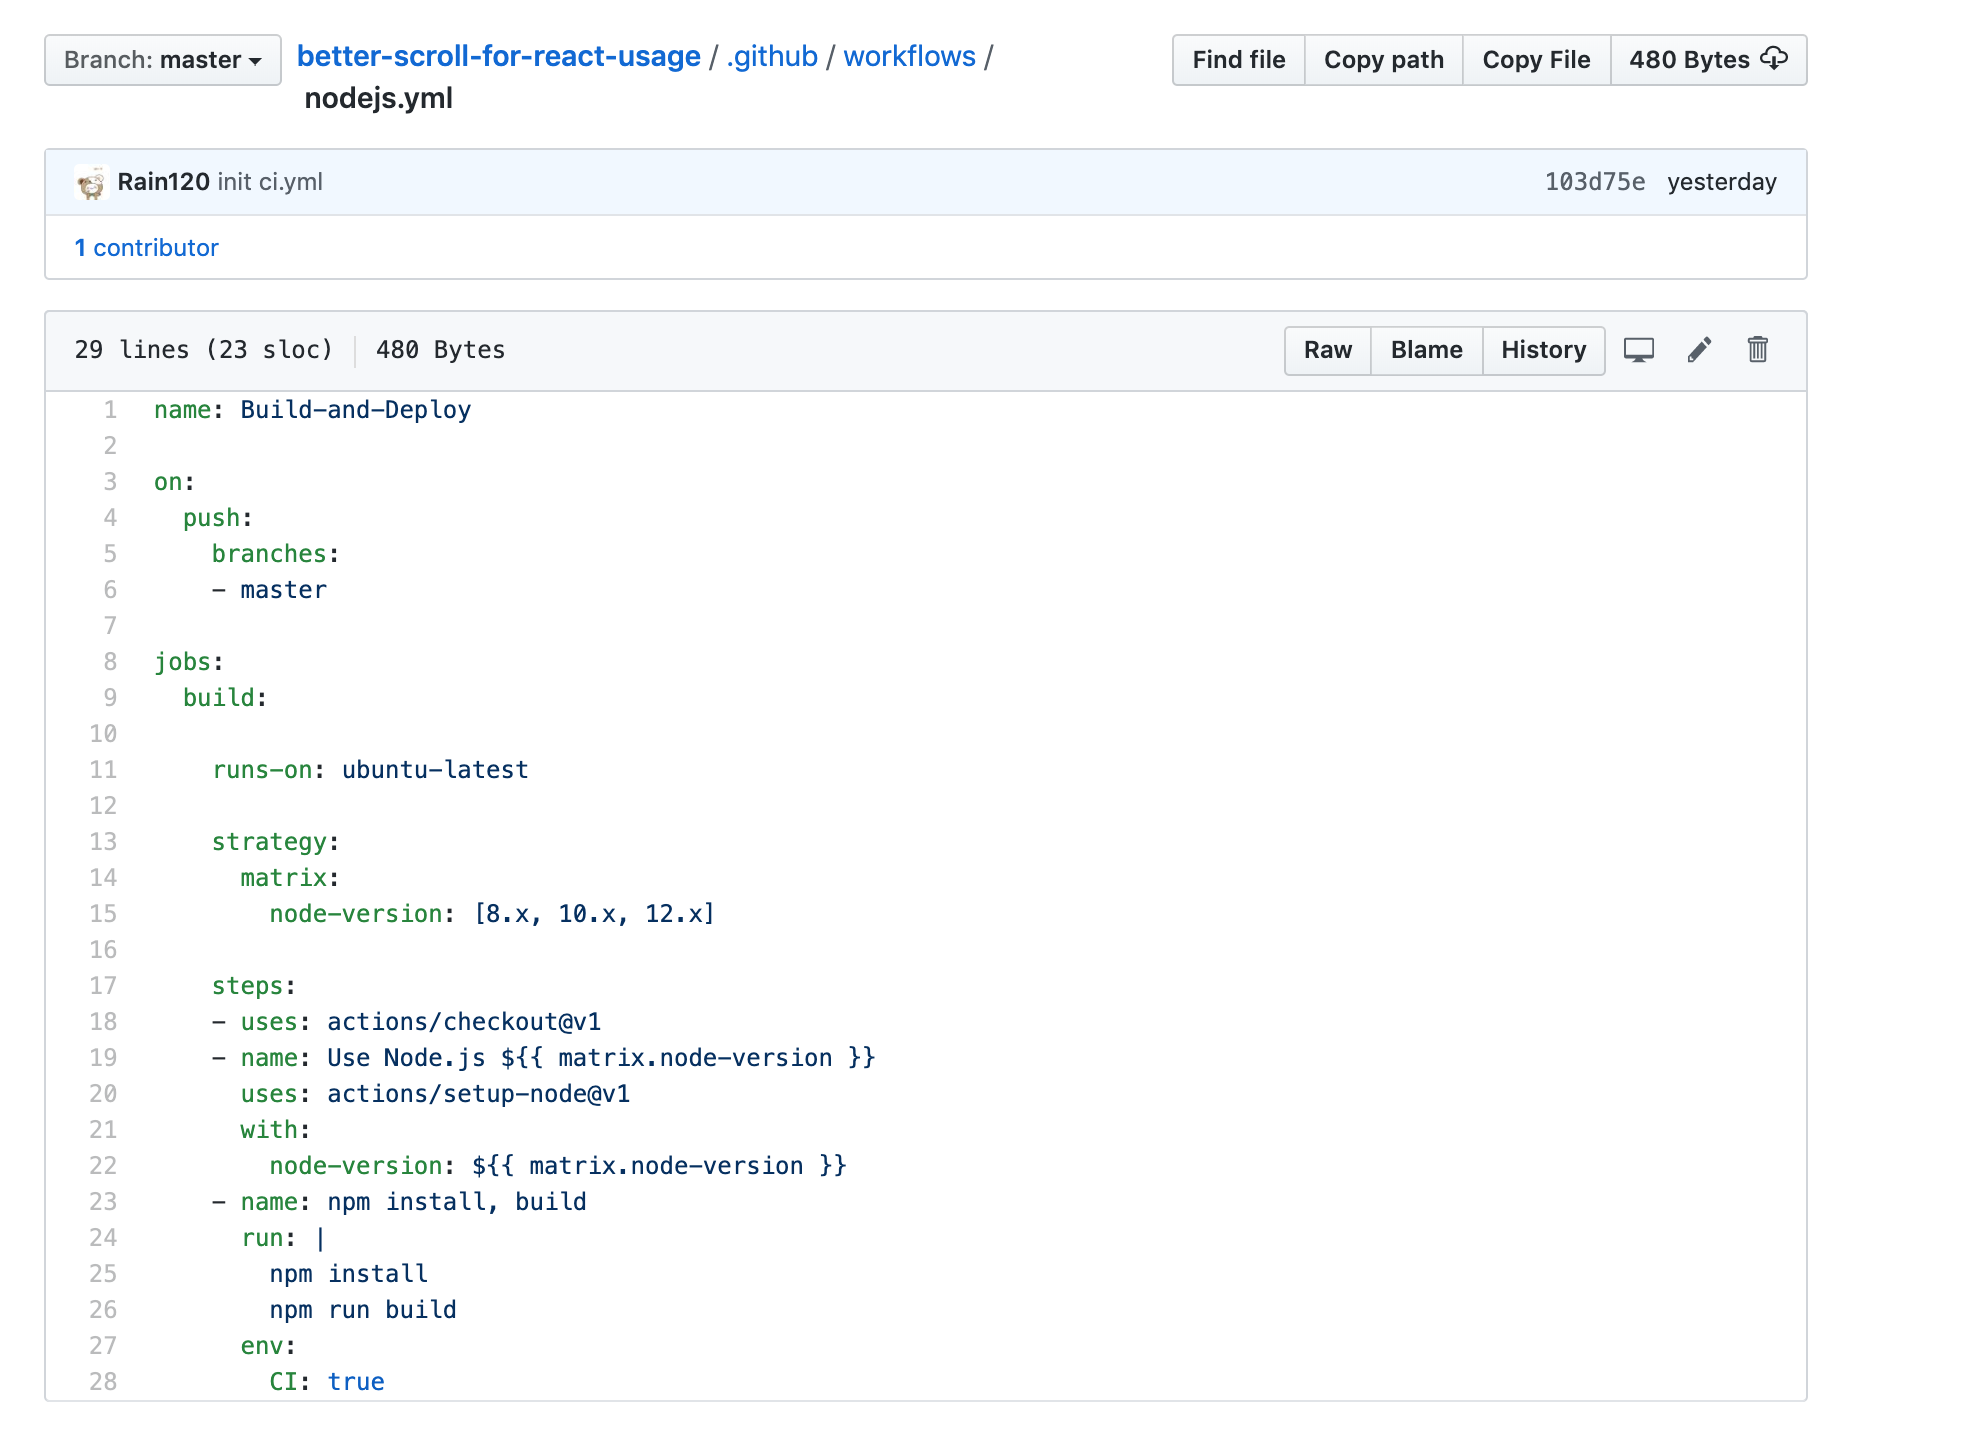 Branch: master
better-scroll-for-react-usage / .github / workflows /
nodejs.yml
Find file
Copy path
Copy File
480 Bytes
Rain120 init ci.yml
103d75e yesterday
1 contributor
29 lines (23 sloc) 480 Bytes
Raw
Blame
History
1 name: Build-and-Deploy
2
3 on:
4   push:
5     branches:
6     - master
7
8 jobs:
9   build:
10
11     runs-on: ubuntu-latest
12
13     strategy:
14       matrix:
15         node-version: [8.x, 10.x, 12.x]
16
17     steps:
18     - uses: actions/checkout@v1
19     - name: Use Node.js ${{ matrix.node-version }}
20       uses: actions/setup-node@v1
21       with:
22         node-version: ${{ matrix.node-version }}
23     - name: npm install, build
24       run: |
25         npm install
26         npm run build
27       env:
28         CI: true